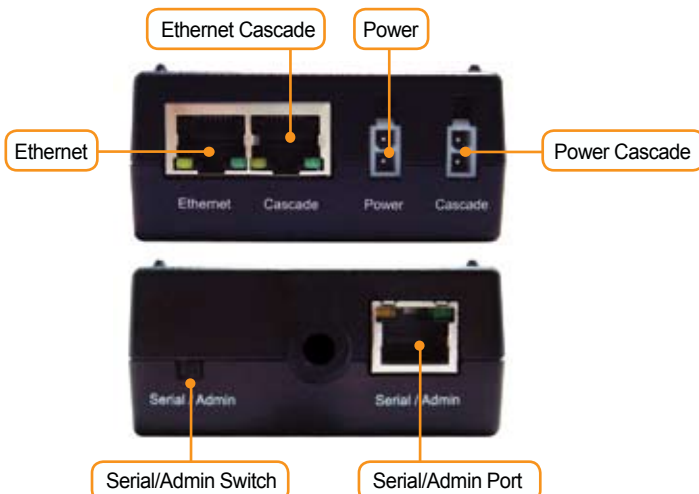 Ethernet Cascade
Power
Ethernet
Power Cascade
Ethernet
Cascade
Power
Cascade
Serial / Admin
Serial / Admin
Serial/Admin Switch
Serial/Admin Port